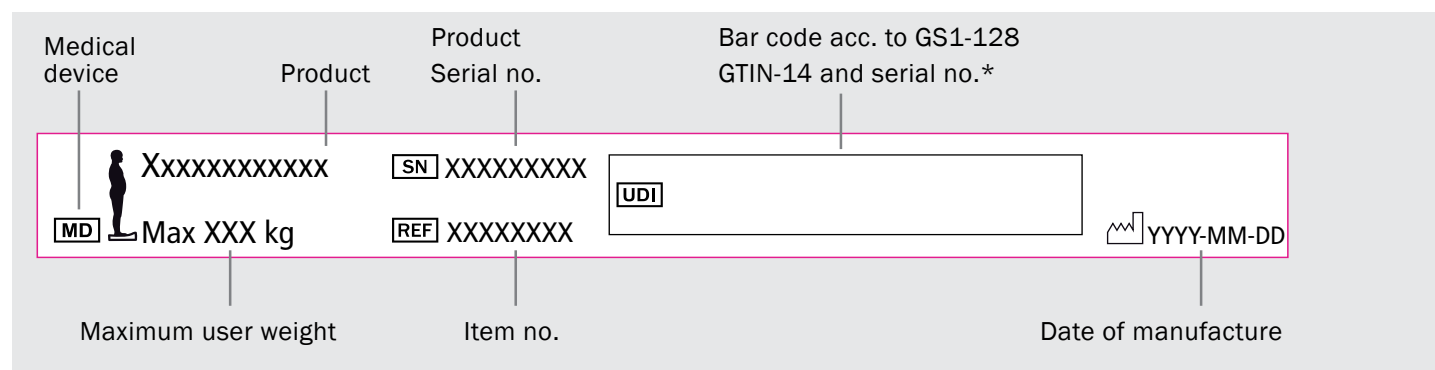 Medical
device
Product
Product
Serial no.
Bar code acc. to GS1-128
GTIN-14 and serial no.*
Xxxxxxxxxxxx
SN XXXXXXXXX
UDI
MD
Max XXX kg
REF XXXXXXXX
YYYY-MM-DD
Maximum user weight
Item no.
Date of manufacture